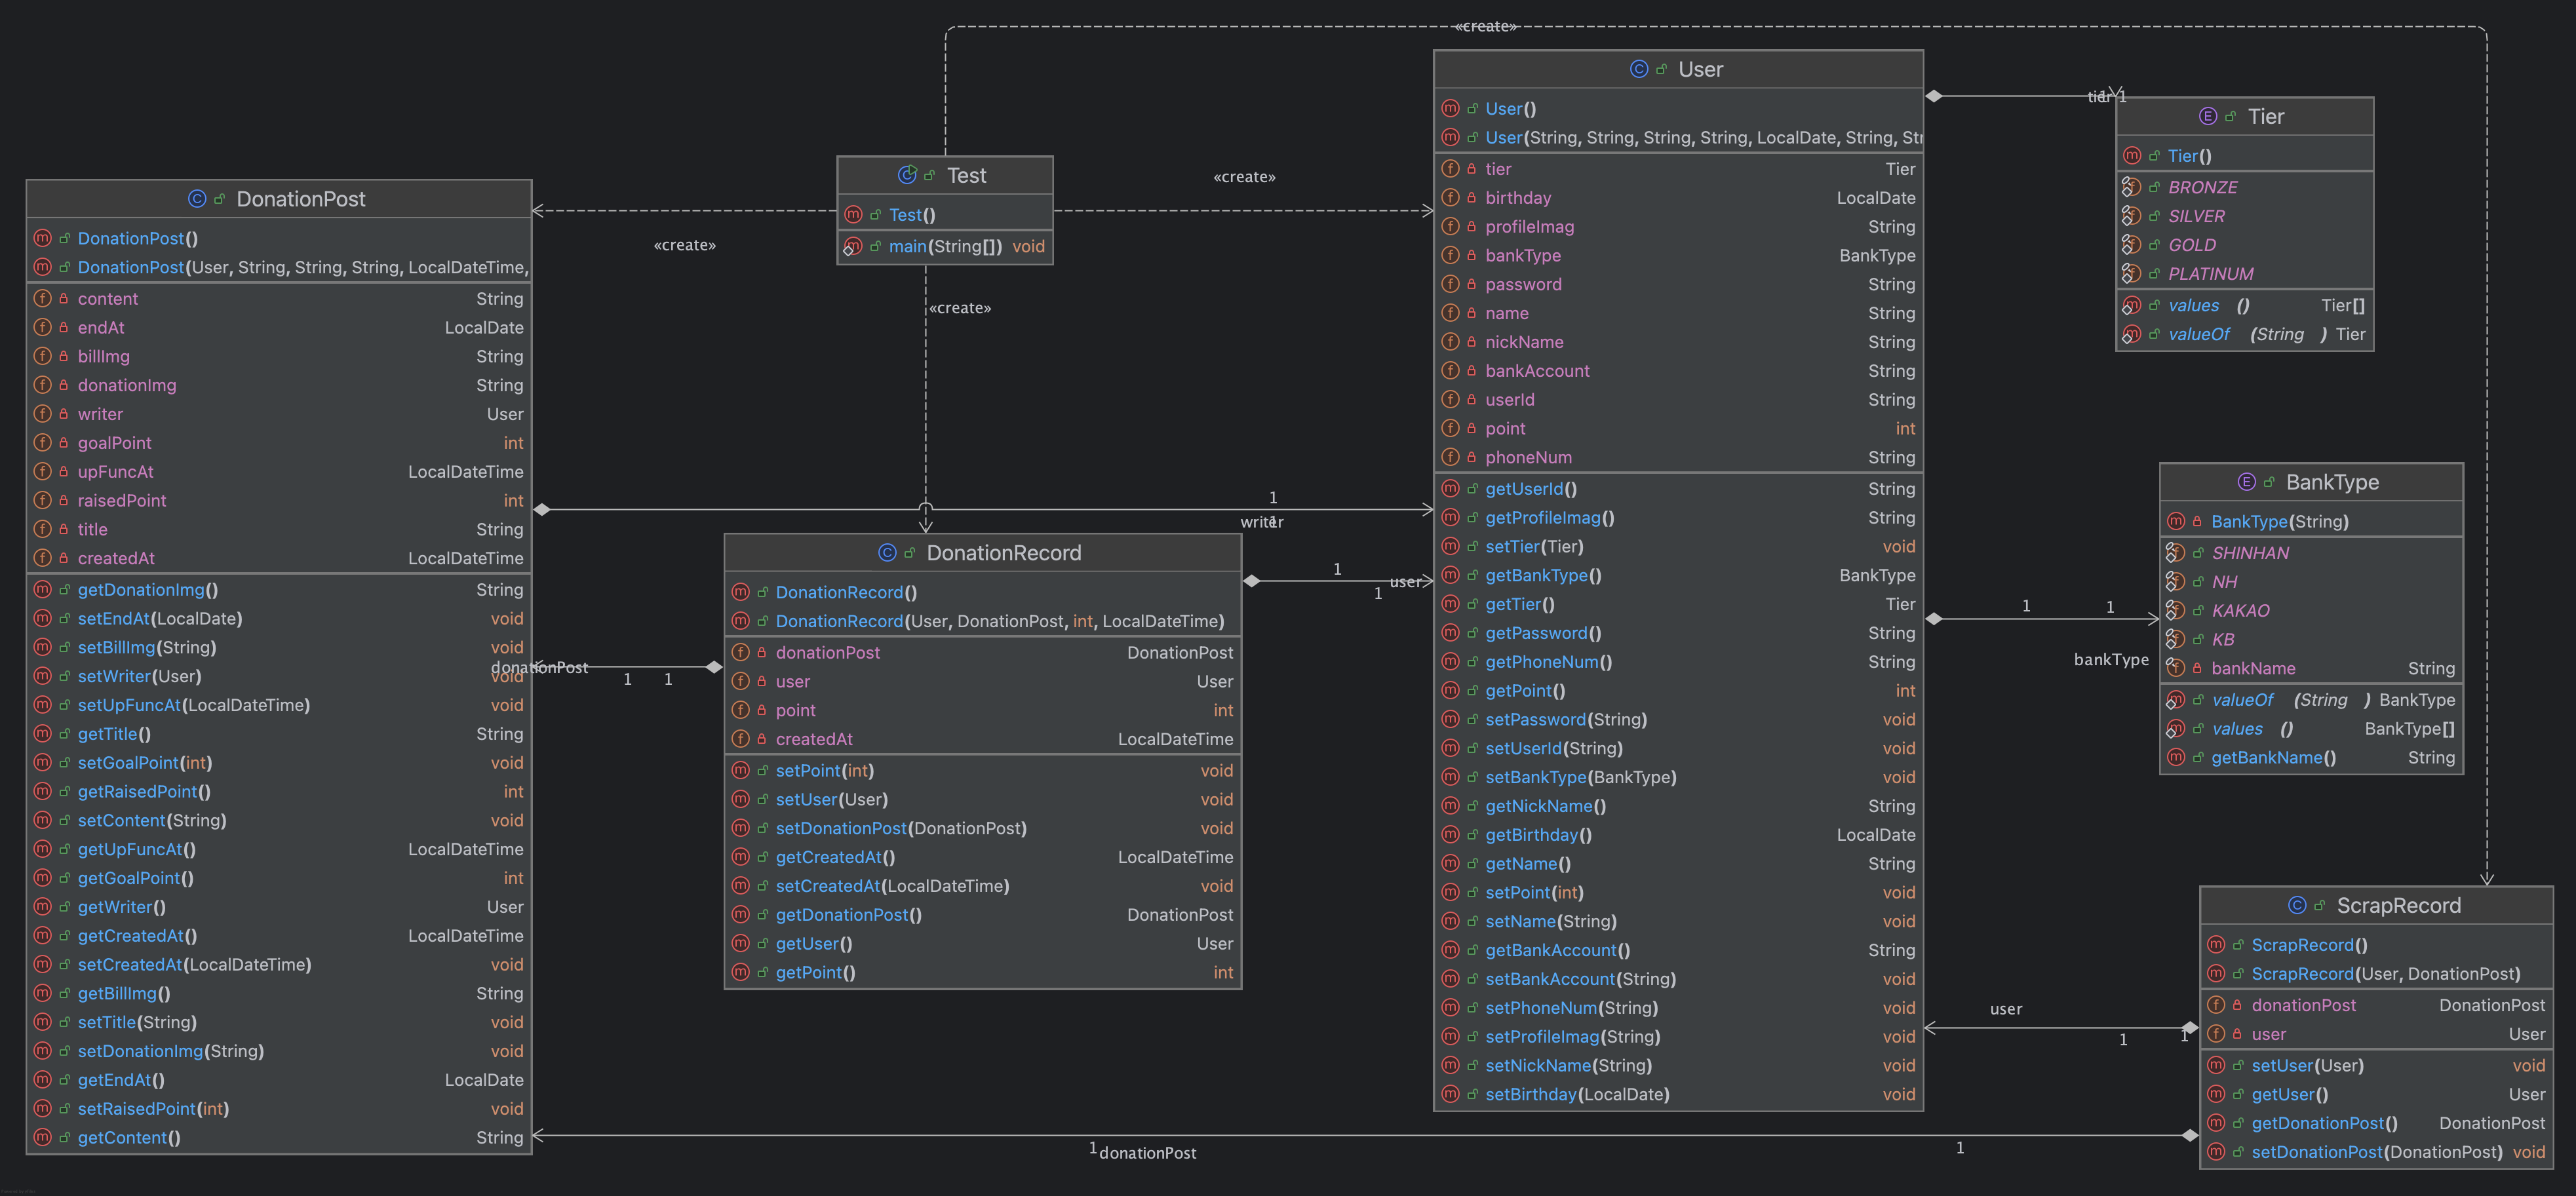 «create»
DonationPost
DonationPost()
DonationPost(User, String, String, String, LocalDateTime,
content String
endAt LocalDate
billImg String
donationImg String
writer User
goalPoint int
upFuncAt LocalDateTime
raisedPoint int
title String
createdAt LocalDateTime
getDonationImg() String
setEndAt(LocalDate) void
setBillImg(String) void
setWriter(User) void
setUpFuncAt(LocalDateTime) void
getTitle() String
setGoalPoint(int) void
getRaisedPoint() int
setContent(String) void
getUpFuncAt() LocalDateTime
getGoalPoint() int
getWriter() User
getCreatedAt() LocalDateTime
setCreatedAt(LocalDateTime) void
getBillImg() String
setTitle(String) void
setDonationImg(String) void
getEndAt() LocalDate
setRaisedPoint(int) void
getContent() String
«create»
Test
Test()
main(String[]) void
«create»
«create»
1
writer
1
donationPost
1 1
DonationRecord
DonationRecord()
DonationRecord(User, DonationPost, int, LocalDateTime)
donationPost DonationPost
user User
point int
createdAt LocalDateTime
setPoint(int) void
setUser(User) void
setDonationPost(DonationPost) void
getCreatedAt() LocalDateTime
setCreatedAt(LocalDateTime) void
getDonationPost() DonationPost
getUser() User
getPoint() int
1
user
1
User
User()
User(String, String, String, String, LocalDate, String, Str
tier Tier
birthday LocalDate
profileImag String
bankType BankType
password String
name String
nickName String
bankAccount String
userId String
point int
phoneNum String
getUserId() String
getProfileImag() String
setTier(Tier) void
getBankType() BankType
getTier() Tier
getPassword() String
getPhoneNum() String
getPoint() int
setPassword(String) void
setUserId(String) void
setBankType(BankType) void
getNickName() String
getBirthday() LocalDate
getName() String
setPoint(int) void
setName(String) void
getBankAccount() String
setBankAccount(String) void
setPhoneNum(String) void
setProfileImag(String) void
setNickName(String) void
setBirthday(LocalDate) void
tier 1
1
Tier
Tier()
BRONZE
SILVER
GOLD
PLATINUM
values () Tier[]
valueOf (String ) Tier
1 1
bankType
BankType
BankType(String)
SHINHAN
NH
KAKAO
KB
bankName String
valueOf (String ) BankType
values () BankType[]
getBankName() String
user
1 1
ScrapRecord
ScrapRecord()
ScrapRecord(User, DonationPost)
donationPost DonationPost
user User
setUser(User) void
getUser() User
getDonationPost() DonationPost
setDonationPost(DonationPost) void
1 donationPost 1